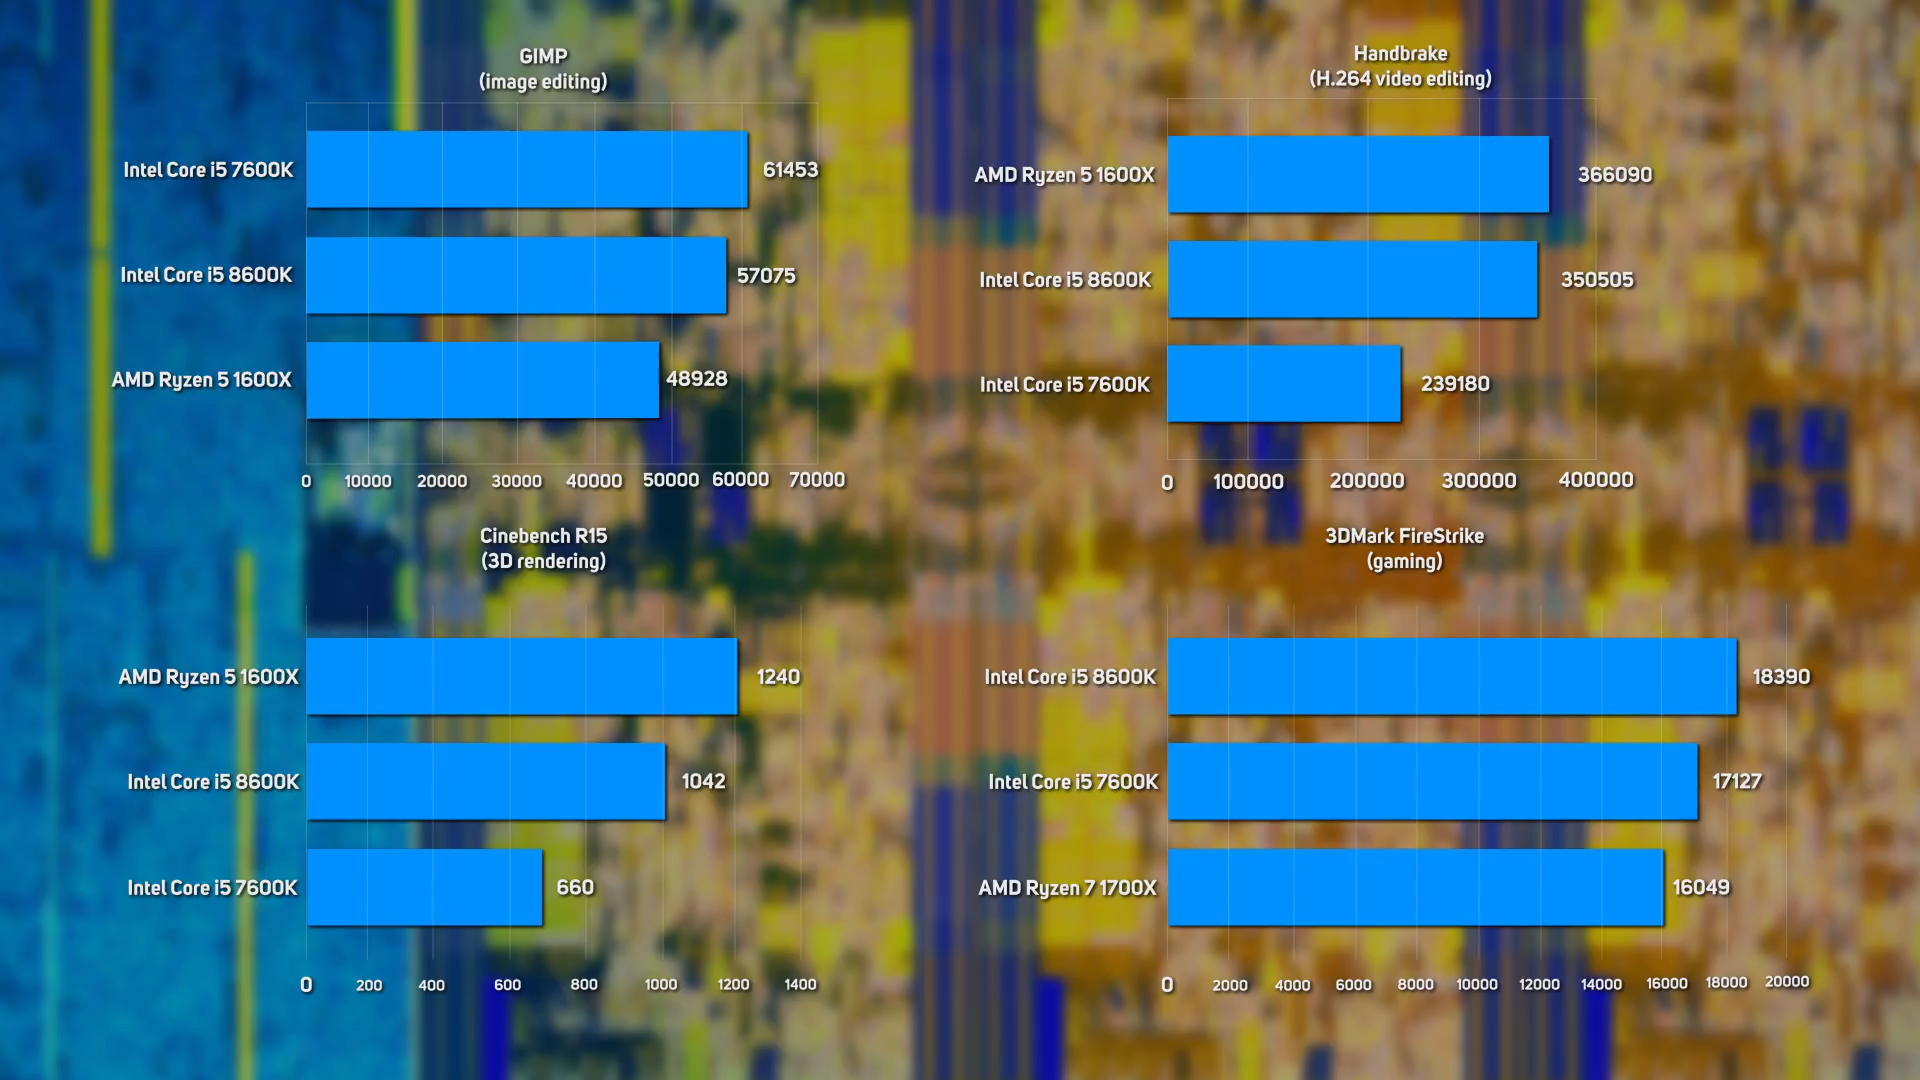 GIMP
(image editing)
Intel Core i5 7600K
61453
Intel Core i5 8600K
57075
AMD Ryzen 5 1600X
48928
0 10000 20000 30000 40000 50000 60000 70000
Handbrake
(H.264 video editing)
AMD Ryzen 5 1600X
366090
Intel Core i5 8600K
350505
Intel Core i5 7600K
239180
0 100000 200000 300000 400000
Cinebench R15
(3D rendering)
AMD Ryzen 5 1600X
1240
Intel Core i5 8600K
1042
Intel Core i5 7600K
660
0 200 400 600 800 1000 1200 1400
3DMark FireStrike
(gaming)
Intel Core i5 8600K
18390
Intel Core i5 7600K
17127
AMD Ryzen 7 1700X
16049
0 2000 4000 6000 8000 10000 12000 14000 16000 18000 20000